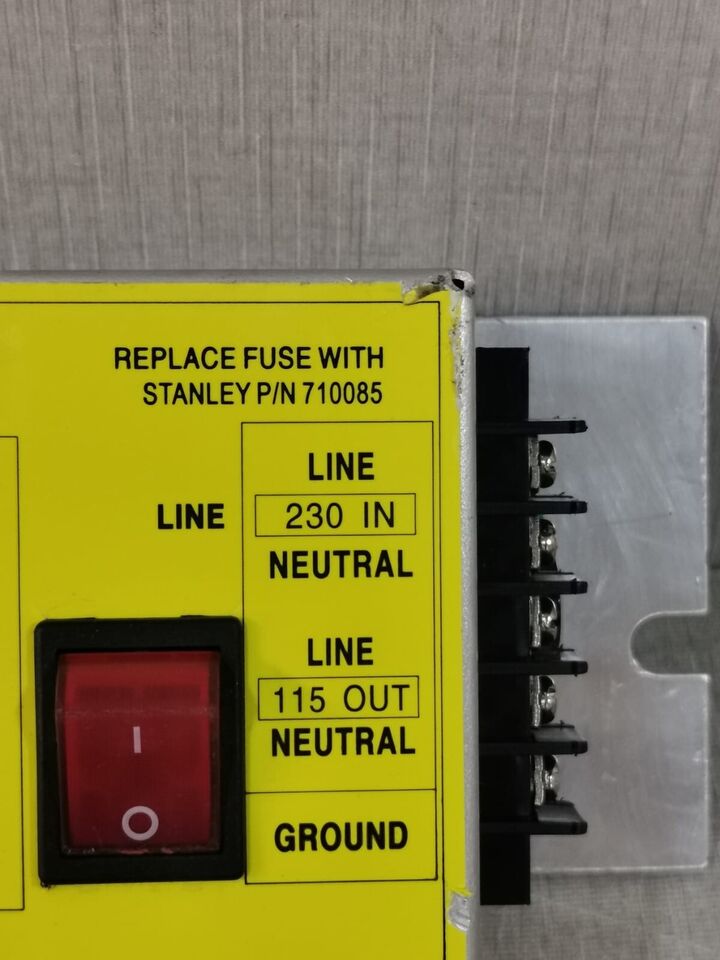 REPLACE FUSE WITH
STANLEY P/N 710085
LINE
LINE
230 IN
NEUTRAL
LINE
115 OUT
NEUTRAL
GROUND
I
O